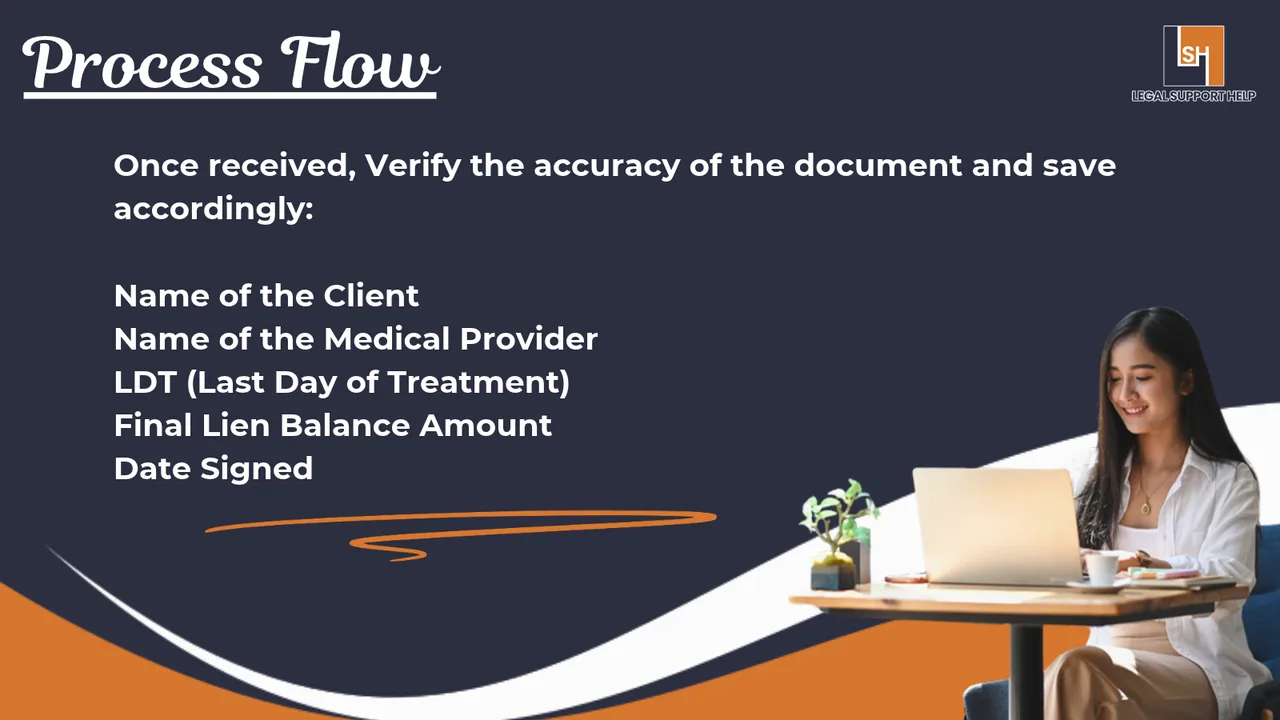 Process Flow
SH
LEGAL SUPPORT HELP
Once received, Verify the accuracy of the document and save
accordingly:
Name of the Client
Name of the Medical Provider
LDT (Last Day of Treatment)
Final Lien Balance Amount
Date Signed